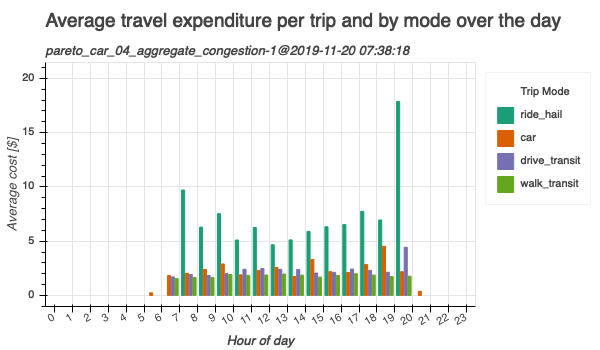 Average travel expenditure per trip and by mode over the day
pareto_car_04_aggregate_congestion-1@2019-11-20 07:38:18
Average cost [$]
20
15
10
5
0
0 1 2 3 4 5 6 7 8 9 10 11 12 13 14 15 16 17 18 19 20 21 22 23
Hour of day
Trip Mode
ride_hail
car
drive_transit
walk_transit